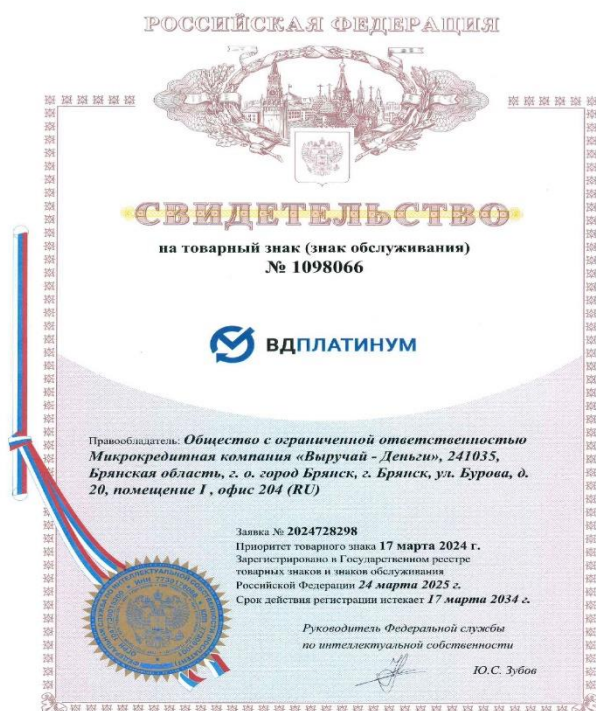 РОССИЙСКАЯ ФЕДЕРАЦИЯ
СВИДЕТЕЛЬСТВО
на товарный знак (знак обслуживания)
№ 1098066
ВДПЛАТИНУМ
Правообладатель: Общество с ограниченной ответственностью
Микрокредитная компания «Выручай - Деньги», 241035,
Брянская область, г. о. город Брянск, г. Брянск, ул. Бурова, д.
20, помещение I , офис 204 (RU)
Заявка № 2024728298
Приоритет товарного знака 17 марта 2024 г.
Зарегистрировано в Государственном реестре
товарных знаков и знаков обслуживания
Российской Федерации 24 марта 2025 г.
Срок действия регистрации истекает 17 марта 2034 г.
Руководитель Федеральной службы
по интеллектуальной собственности
Ю.С. Зубов